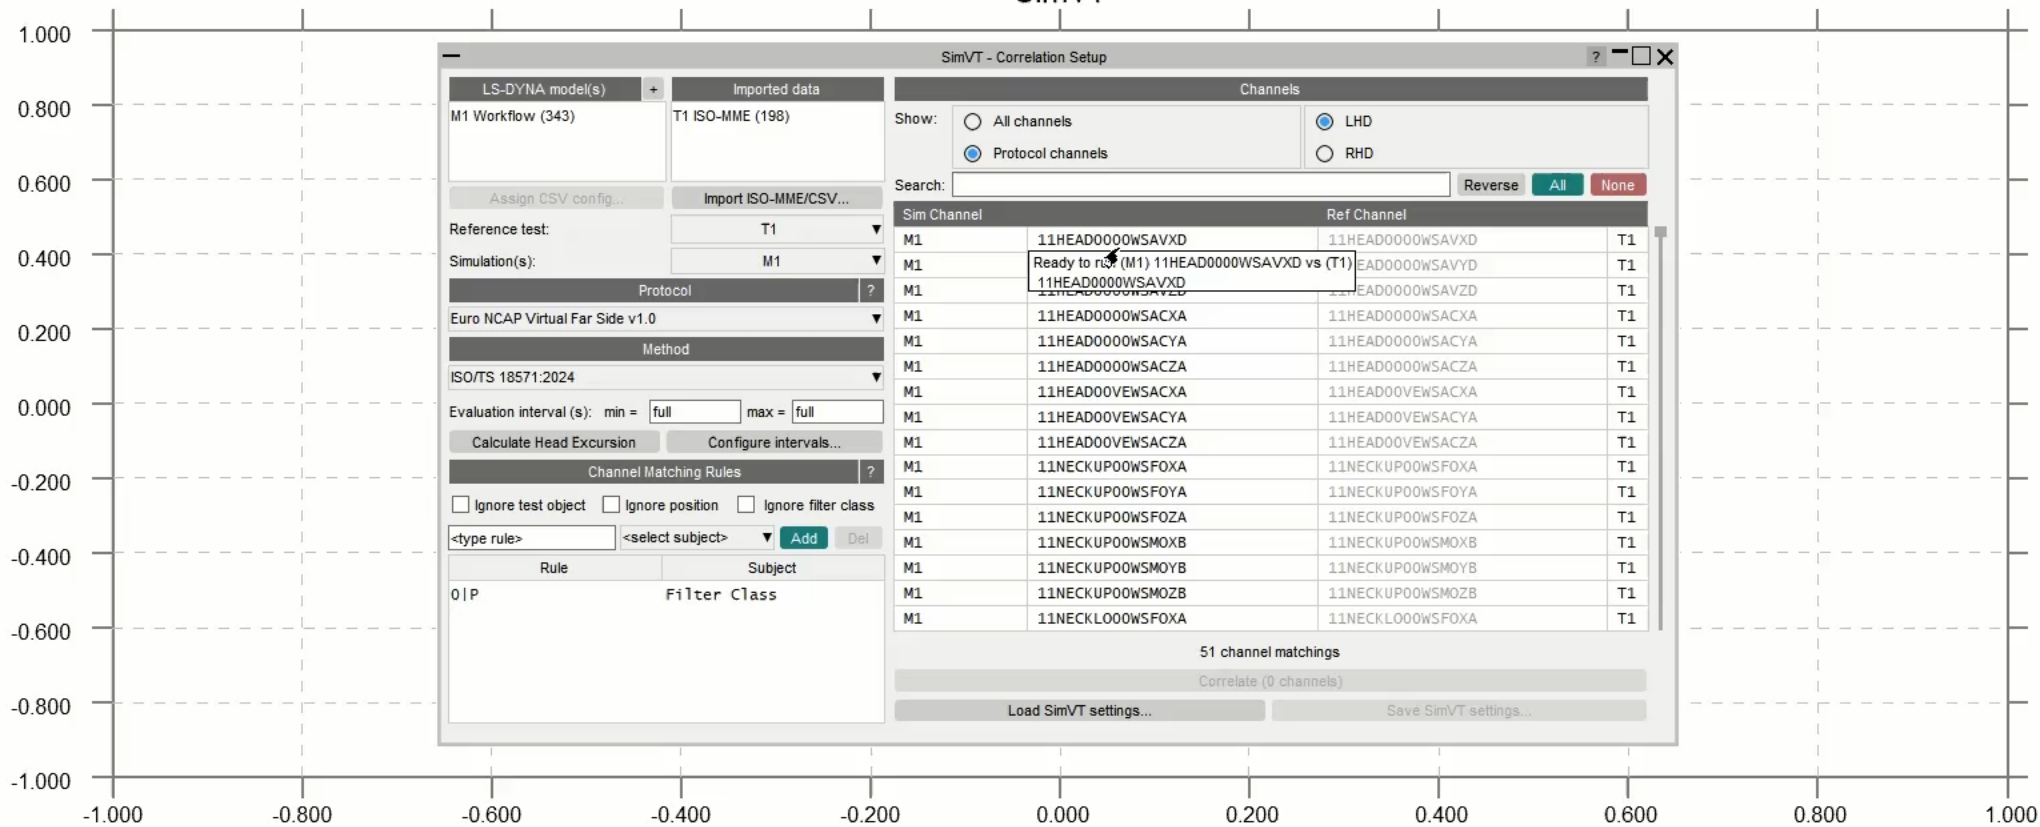 SimVT - Correlation Setup
?
LS-DYNA model(s) +
M1 Workflow (343)
Imported data
T1 ISO-MME (198)
Assign CSV config...
Import ISO-MME/CSV...
Reference test: T1
Simulation(s): M1
Protocol ?
Euro NCAP Virtual Far Side v1.0
Method
ISO/TS 18571:2024
Evaluation interval (s): min = full max = full
Calculate Head Excursion
Configure intervals...
Channel Matching Rules ?
Ignore test object
Ignore position
Ignore filter class
<type rule> <select subject> Add Del
Rule Subject
0|P Filter Class
Channels
Show:
All channels
Protocol channels
LHD
RHD
Search: Reverse All None
Sim Channel Ref Channel
M1 11HEAD0000WSAVXD 11HEAD0000WSAVXD T1
Ready to (M1) 11HEAD0000WSAVXD vs (T1)
11HEAD0000WSAVXD
M1 EAD0000WSAVYD T1
M1 EAD0000WSAVZD T1
M1 11HEAD0000WSACXA 11HEAD0000WSACXA T1
M1 11HEAD0000WSACYA 11HEAD0000WSACYA T1
M1 11HEAD0000WSACZA 11HEAD0000WSACZA T1
M1 11HEAD00VEWSACXA 11HEAD00VEWSACXA T1
M1 11HEAD00VEWSACYA 11HEAD00VEWSACYA T1
M1 11HEAD00VEWSACZA 11HEAD00VEWSACZA T1
M1 11NECKUP00WSFOXA 11NECKUP00WSFOXA T1
M1 11NECKUP00WSFOYA 11NECKUP00WSFOYA T1
M1 11NECKUP00WSFOZA 11NECKUP00WSFOZA T1
M1 11NECKUP00WSMOXB 11NECKUP00WSMOXB T1
M1 11NECKUP00WSMOYB 11NECKUP00WSMOYB T1
M1 11NECKUP00WSMOZB 11NECKUP00WSMOZB T1
M1 11NECKLO00WSFOXA 11NECKLO00WSFOXA T1
51 channel matchings
Correlate (0 channels)
Load SimVT settings...
Save SimVT settings...
1.000
0.800
0.600
0.400
0.200
0.000
-0.200
-0.400
-0.600
-0.800
-1.000
-1.000 -0.800 -0.600 -0.400 -0.200 0.000 0.200 0.400 0.600 0.800 1.000